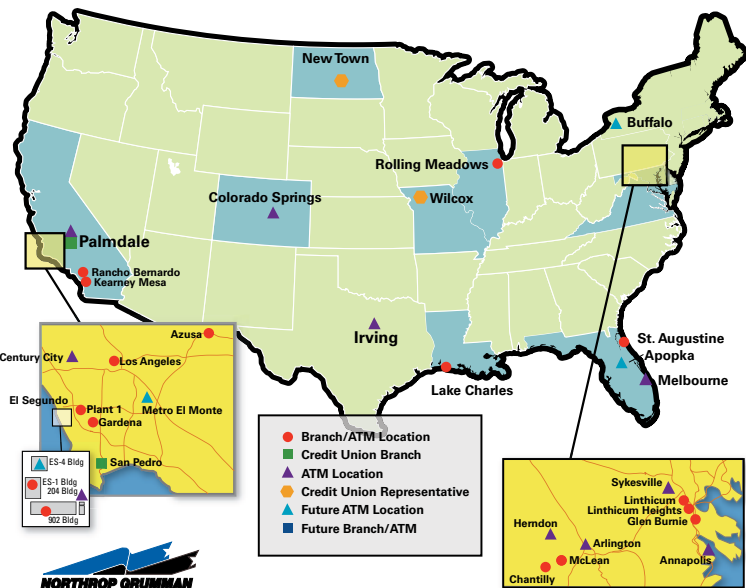 New Town
Buffalo
Rolling Meadows
Colorado Springs
Wilcox
Palmdale
Rancho Bernardo
Kearney Mesa
Irving
St. Augustine
Apopka
Melbourne
Lake Charles
Azusa
Century City
Los Angeles
El Segundo
Plant 1
Metro El Monte
Gardena
San Pedro
ES-4 Bldg
ES-1 Bldg
204 Bldg
902 Bldg
Branch/ATM Location
Credit Union Branch
ATM Location
Credit Union Representative
Future ATM Location
Future Branch/ATM
Sykesville
Linthicum
Linthicum Heights
Glen Burnie
Herndon
Arlington
McLean
Annapolis
Chantilly
NORTHROP GRUMMAN